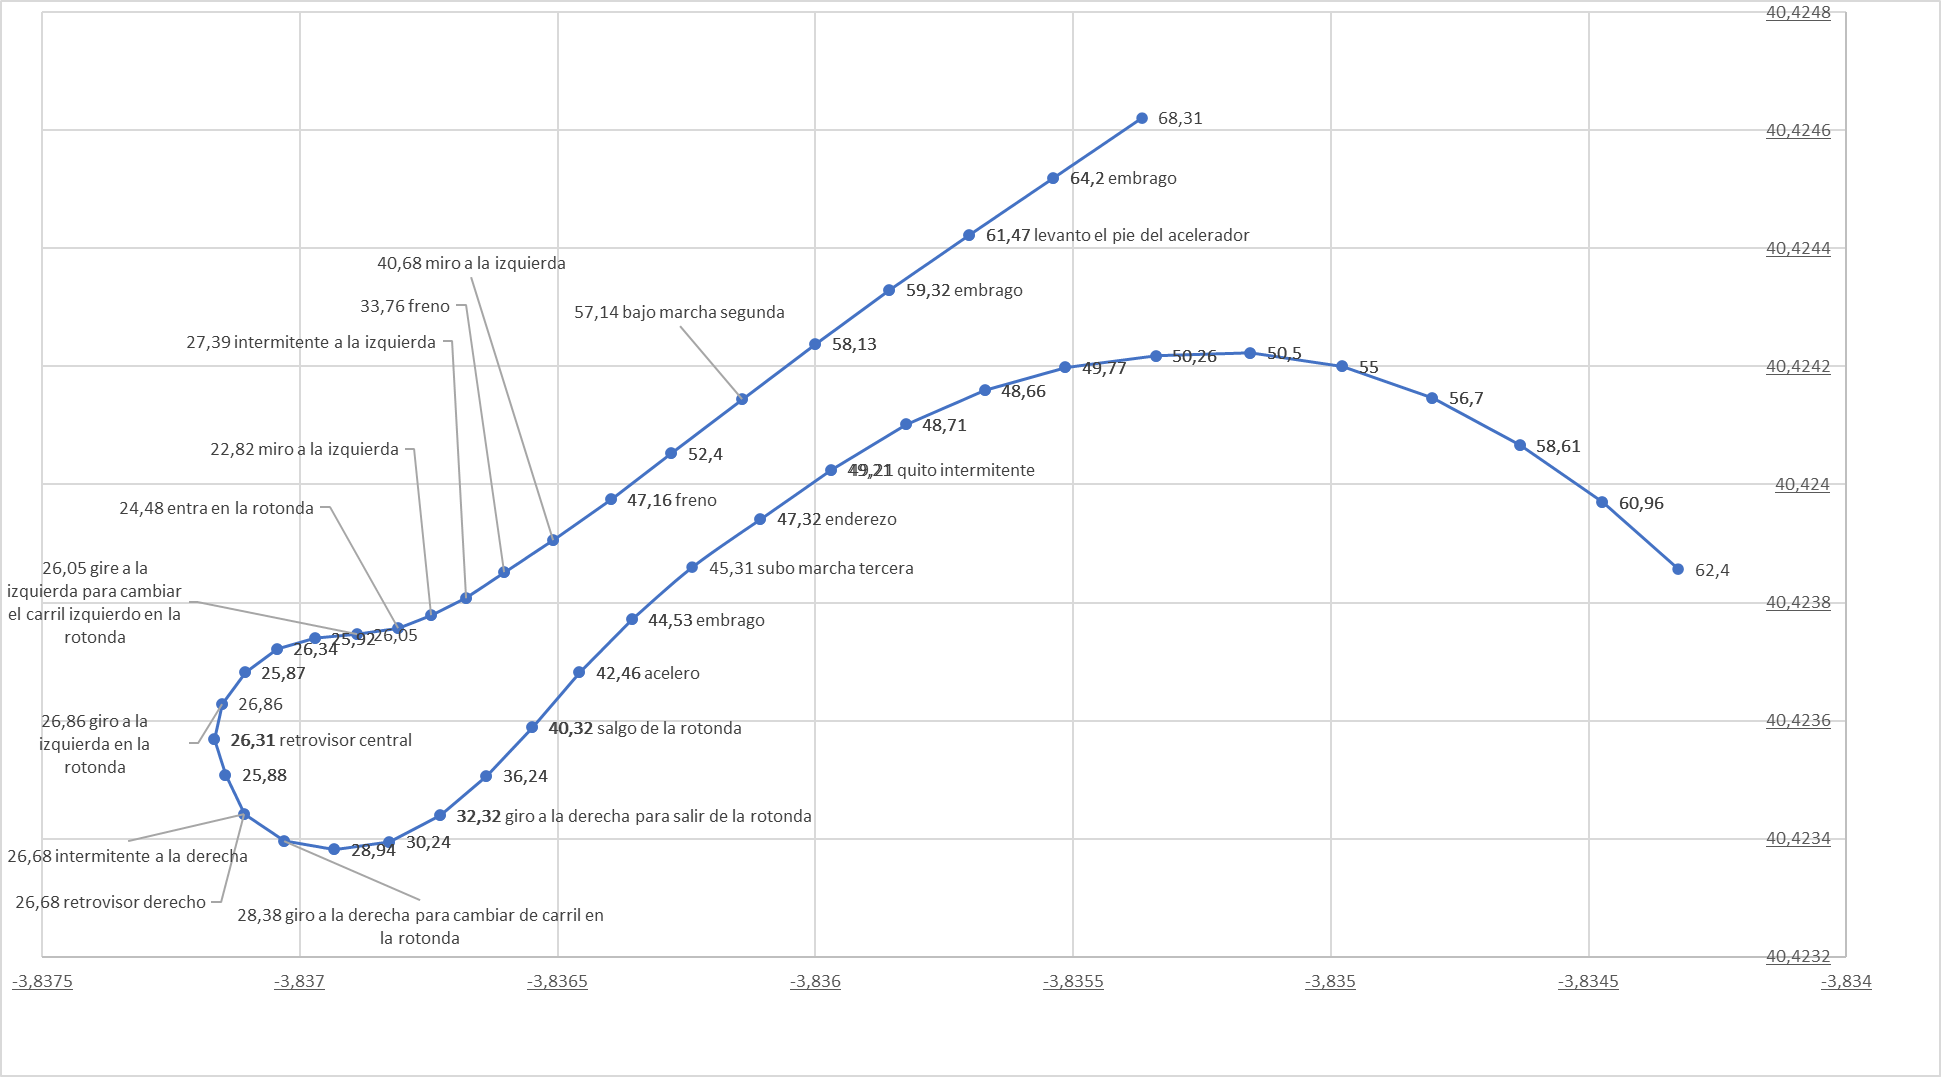 40,4248
68,31
40,4246
64,2 embrago
61,47 levanto el pie del acelerador
40,4244
40,68 miro a la izquierda
59,32 embrago
33,76 freno
57,14 bajo marcha segunda
27,39 intermitente a la izquierda
58,13
50,5
50,26
49,77
55
40,4242
48,66
56,7
48,71
58,61
22,82 miro a la izquierda
52,4
49,21 quito intermitente
40,424
47,16 freno
60,96
24,48 entra en la rotonda
47,32 enderezo
26,05 gire a la
izquierda para cambiar
el carril izquierdo en la
rotonda
45,31 subo marcha tercera
62,4
40,4238
44,53 embrago
26,05
25,92
26,34
25,87
42,46 acelero
26,86
26,86 giro a la
izquierda en la
rotonda
40,4236
40,32 salgo de la rotonda
26,31 retrovisor central
25,88
36,24
32,32 giro a la derecha para salir de la rotonda
40,4234
30,24
28,94
26,68 intermitente a la derecha
26,68 retrovisor derecho
28,38 giro a la derecha para cambiar de carril en
la rotonda
40,4232
-3,8375
-3,837
-3,8365
-3,836
-3,8355
-3,835
-3,8345
-3,834